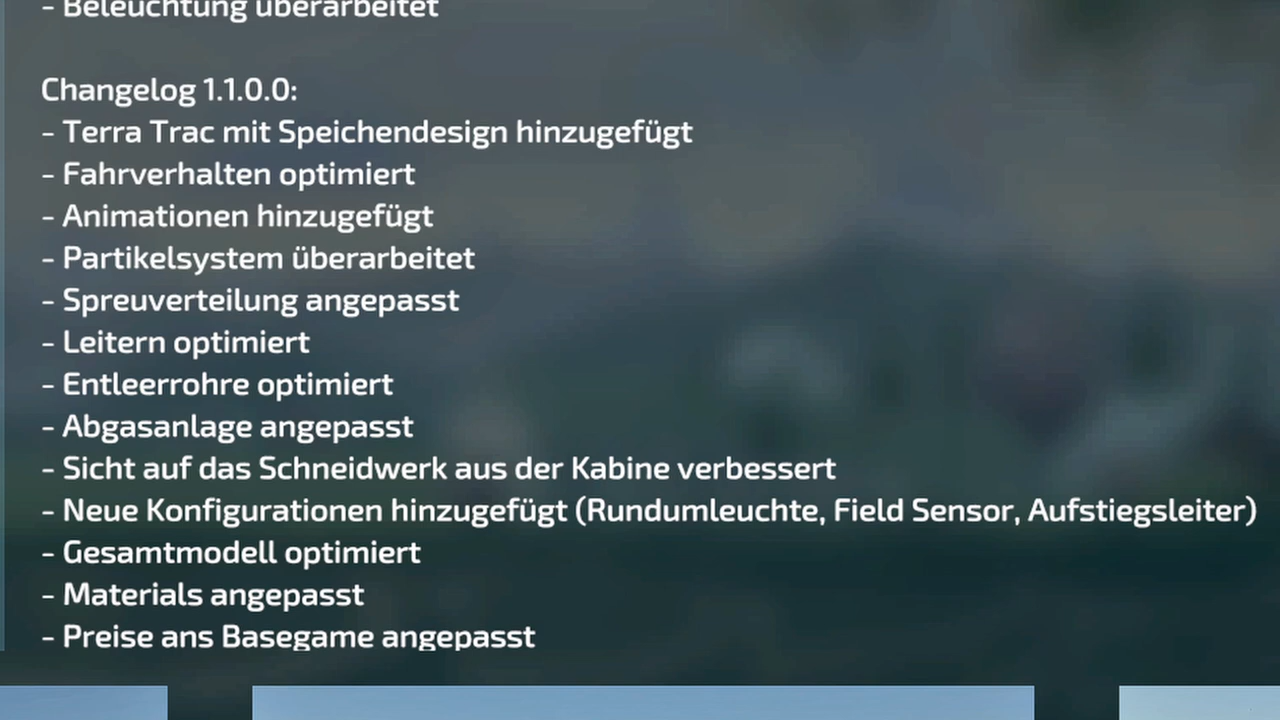 - Beleuchtung überarbeitet
Changelog 1.1.0.0:
- Terra Trac mit Speichendesign hinzugefügt
- Fahrverhalten optimiert
- Animationen hinzugefügt
- Partikelsystem überarbeitet
- Spreuverteilung angepasst
- Leitern optimiert
- Entleerrohre optimiert
- Abgasanlage angepasst
- Sicht auf das Schneidwerk aus der Kabine verbessert
- Neue Konfigurationen hinzugefügt (Rundumleuchte, Field Sensor, Aufstiegsleiter)
- Gesamtmodell optimiert
- Materials angepasst
- Preise ans Basegame angepasst